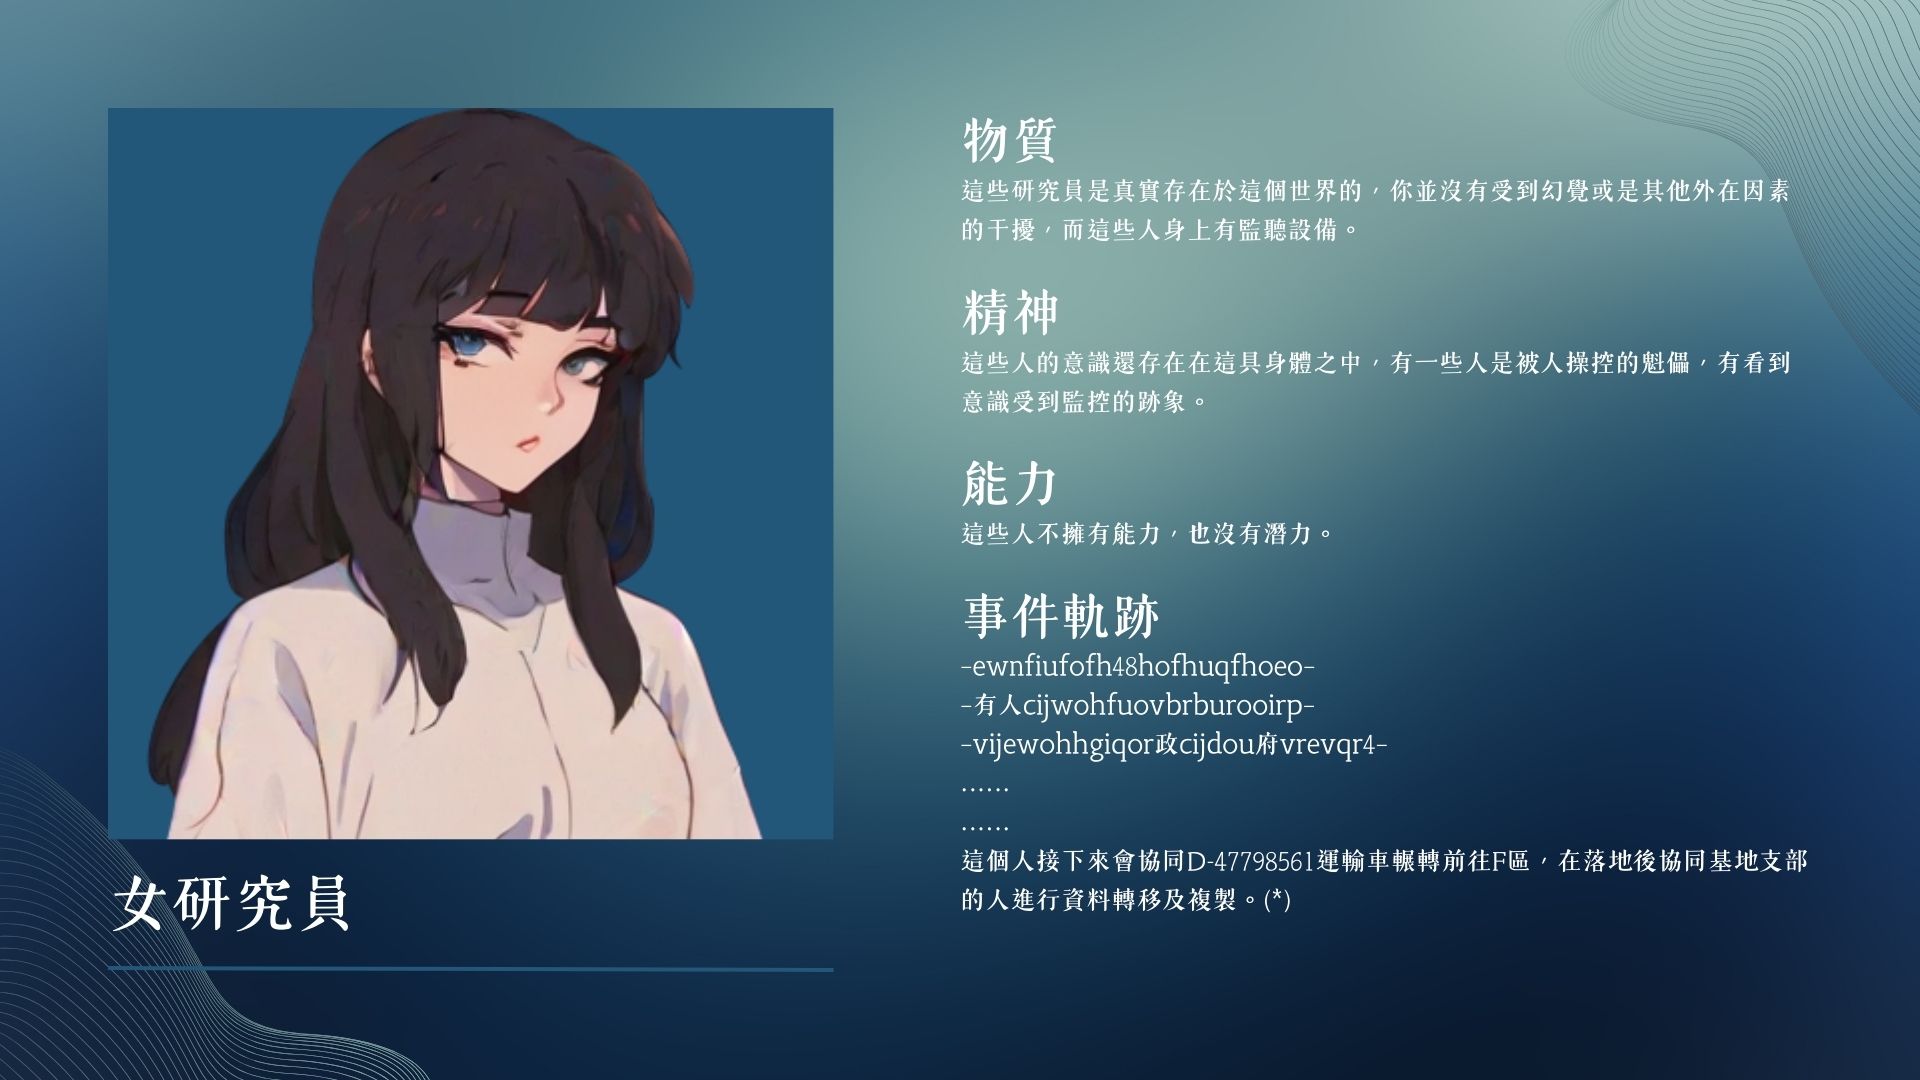 物質
這些研究員是真實存在於這個世界的，你並沒有受到幻覺或是其他外在因素
的干擾，而這些人身上有監聽設備。
精神
這些人的意識還存在在這具身體之中，有一些人是被人操控的魁儡，有看到
意識受到監控的跡象。
能力
這些人不擁有能力，也沒有潛力。
事件軌跡
-ewnfiufofh48hofhuqfhoeo-
-有人cijwohfuovbrburooirp-
-vijewohhgiqor政cijdou府vrevqr4-
......
......
這個人接下來會協同D-47798561運輸車輾轉前往F區，在落地後協同基地支部
的人進行資料轉移及複製。(*)
女研究員